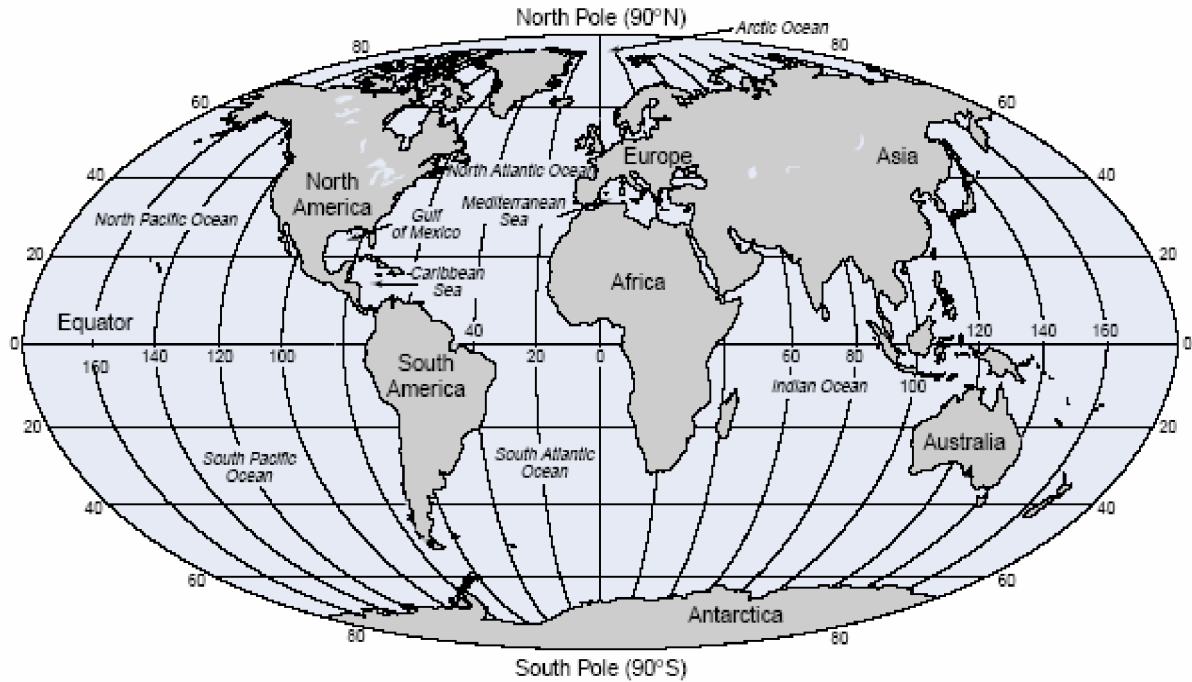 North Pole (90°N)
Arctic Ocean
80
80
60
60
Europe
Asia
North Atlantic Ocean
40
40
North
America
Mediterranean
Sea
North Pacific Ocean
Gulf
of Mexico
20
20
Caribbean
Sea
Africa
Equator
40
120
140
160
0
0
160
140
120
100
20
0
60
80
100
South
America
Indian Ocean
20
20
Australia
South Pacific
Ocean
South Atlantic
Ocean
40
40
60
60
Antarctica
80
80
South Pole (90°S)